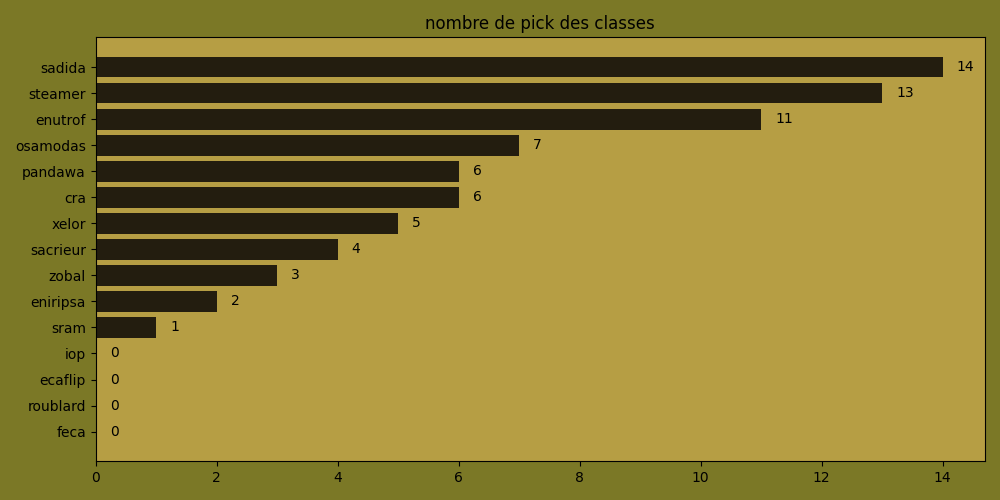 nombre de pick des classes
sadida 14
steamer 13
enutrof 11
osamodas 7
pandawa 6
cra 6
xelor 5
sacrieur 4
zobal 3
eniripsa 2
sram 1
iop 0
ecaflip 0
roublard 0
feca 0
0 2 4 6 8 10 12 14